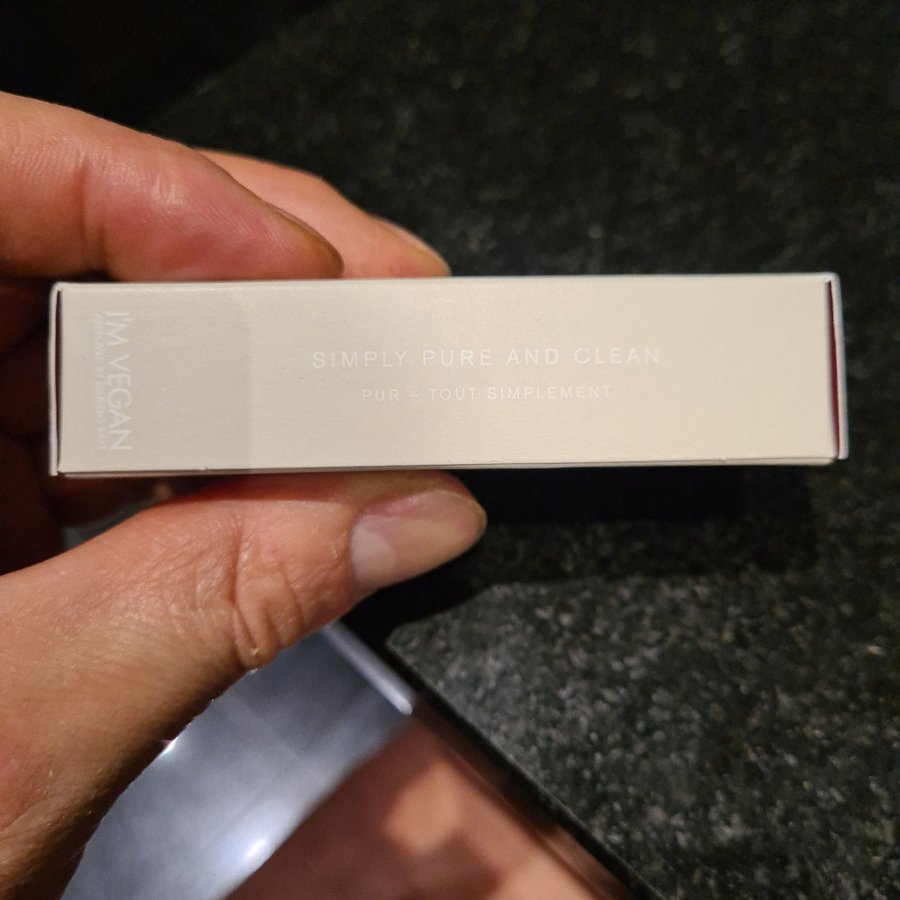 SIMPLY PURE AND CLEAN
PUR – TOUT SIMPLEMENT
I'M VEGAN